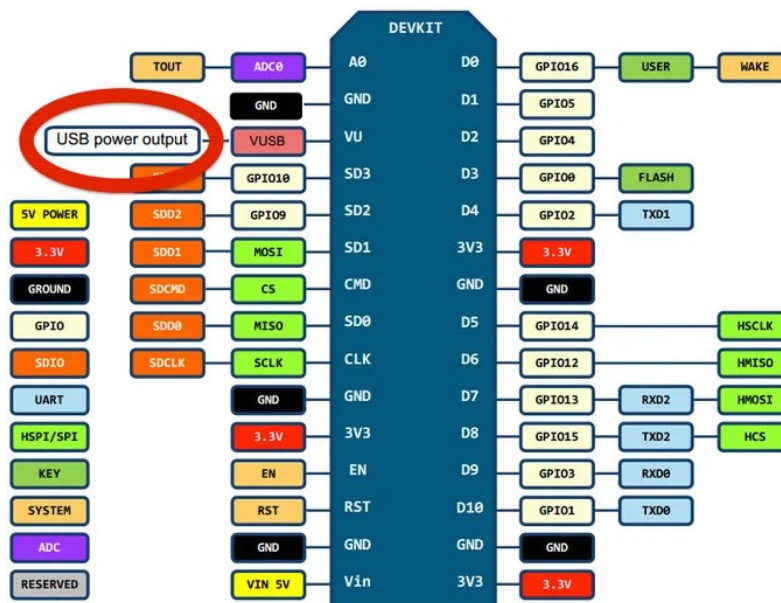 DEVKIT
TOUT ADC0 A0 D0 GPIO16 USER WAKE
GND GND D1 GPIO5
USB power output VUSB VU D2 GPIO4
GPIO10 SD3 D3 GPIO0 FLASH
5V POWER SDD2 GPIO9 SD2 D4 GPIO2 TXD1
3.3V SDD1 MOSI SD1 3V3 3.3V
GROUND SDCMD CS CMD GND GND
GPIO SDD0 MISO SD0 D5 GPIO14 HSCLK
SDIO SDCLK SCLK CLK D6 GPIO12 HMISO
UART GND GND D7 GPIO13 RXD2 HMOSI
HSPI/SPI 3.3V 3V3 D8 GPIO15 TXD2 HCS
KEY EN EN D9 GPIO3 RXD0
SYSTEM RST RST D10 GPIO1 TXD0
ADC GND GND GND GND
RESERVED VIN 5V Vin 3V3 3.3V